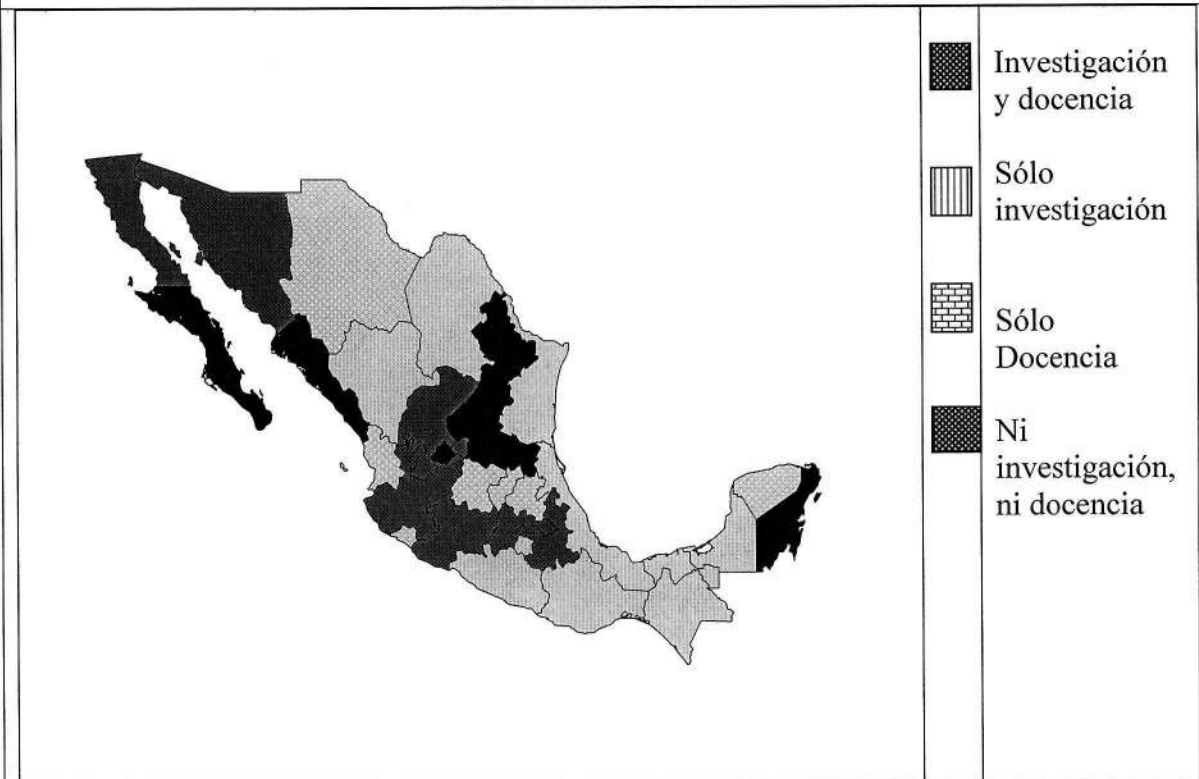 Investigación
y docencia
Sólo
investigación
Sólo
Docencia
Ni
investigación,
ni docencia